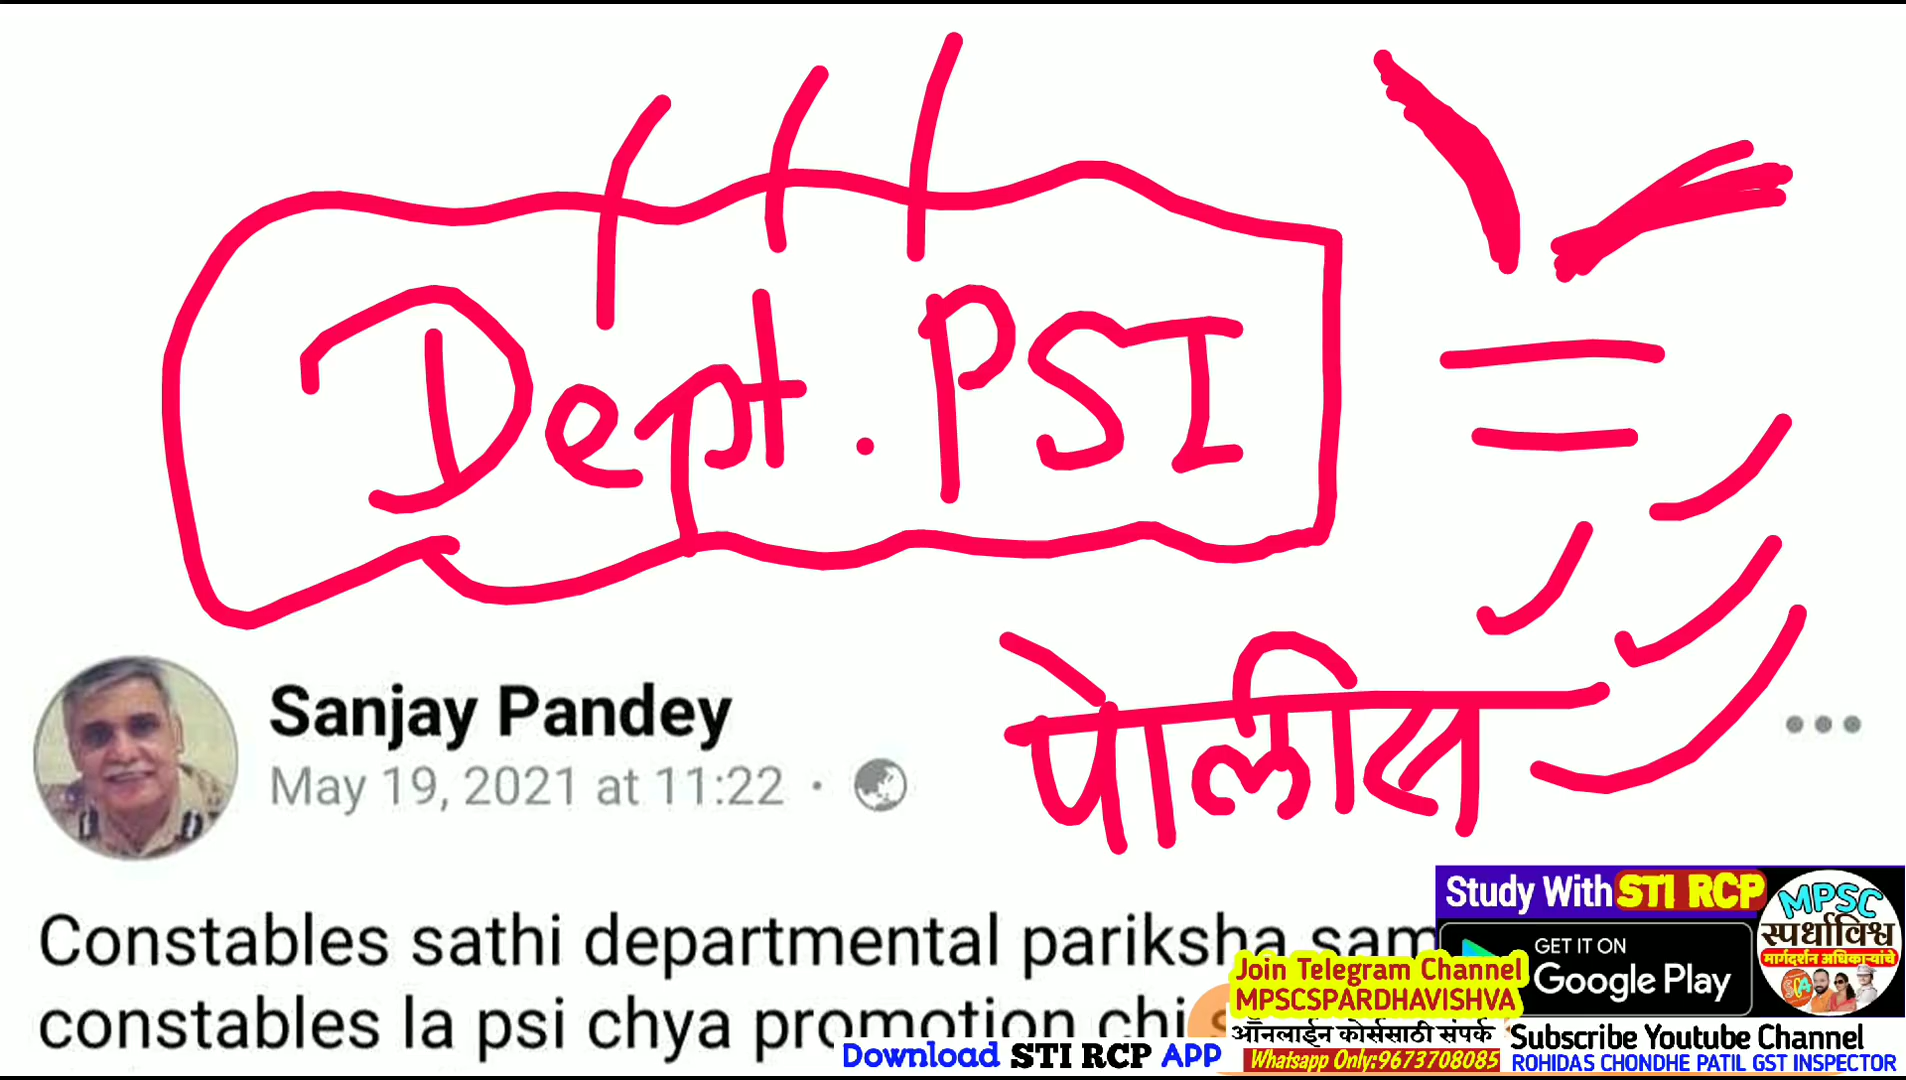 Dept. PSI
Sanjay Pandey
May 19, 2021 at 11:22
पोलीस
Constables sathi departmental pariksha sam
constables la psi chya promotion chi s
Study With STI RCP
GET IT ON
Google Play
MPSC
स्पर्धाविश्व
मार्गदर्शन अधिकाऱ्यांचे
SCA
Join Telegram Channel
MPSCSPARDHAVISHVA
ऑनलाईन कोर्ससाठी संपर्क
Whatsapp Only:9673708085
Download STI RCP APP
Subscribe Youtube Channel
ROHIDAS CHONDHE PATIL GST INSPECTOR